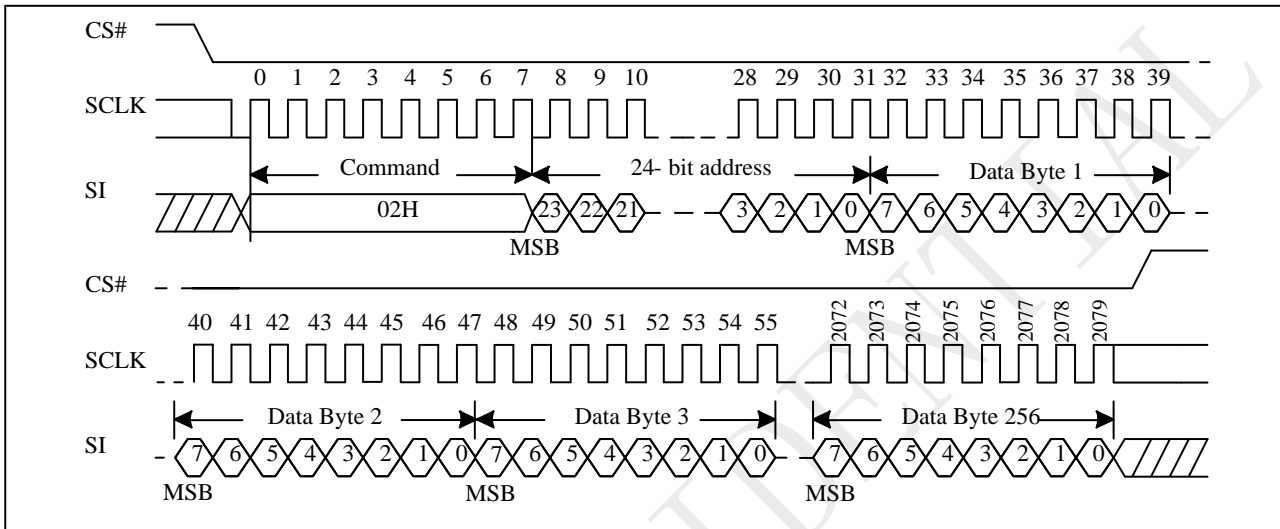 CS#
0 1 2 3 4 5 6 7 8 9 10 28 29 30 31 32 33 34 35 36 37 38 39
SCLK
Command 24- bit address Data Byte 1
SI
02H 23 22 21 3 2 1 0 7 6 5 4 3 2 1 0
MSB MSB
CS#
40 41 42 43 44 45 46 47 48 49 50 51 52 53 54 55 2072 2073 2074 2075 2076 2077 2078 2079
SCLK
Data Byte 2 Data Byte 3 Data Byte 256
SI
7 6 5 4 3 2 1 0 7 6 5 4 3 2 1 0 7 6 5 4 3 2 1 0
MSB MSB MSB